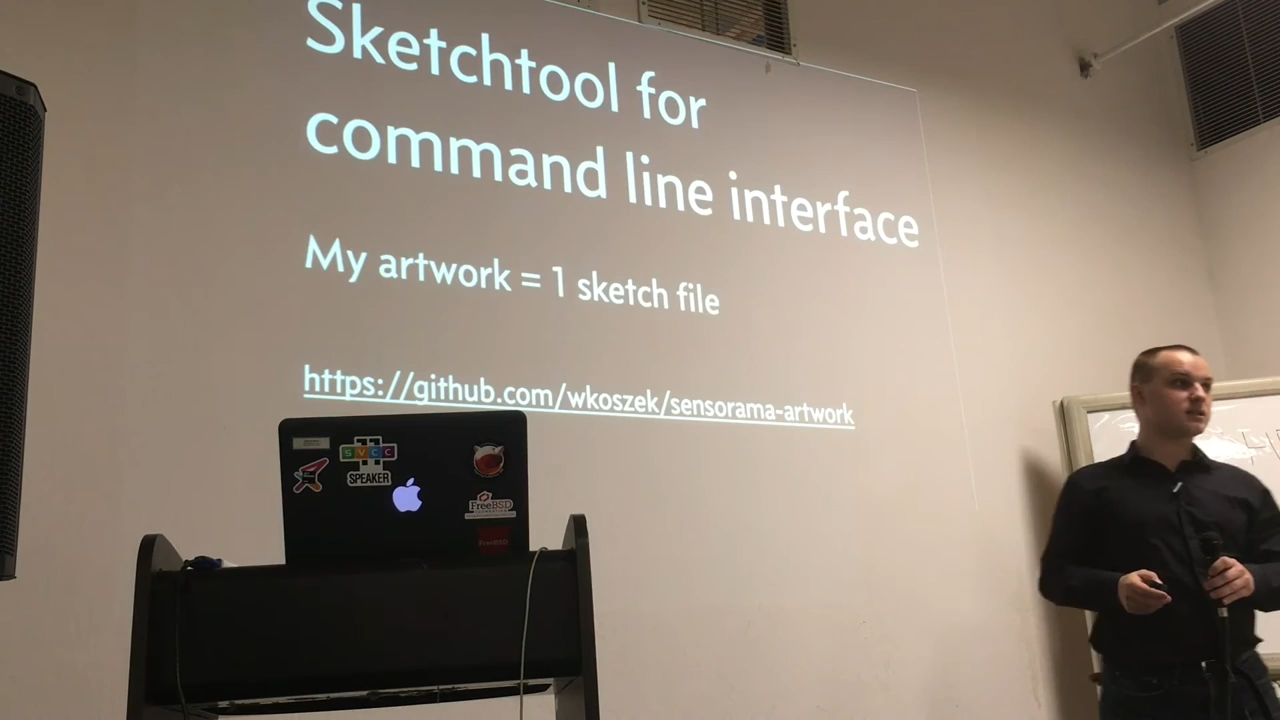 Sketchtool for
command line interface
My artwork = 1 sketch file
https://github.com/wkoszek/sensorama-artwork
SVCC
SPEAKER
FreeBSD